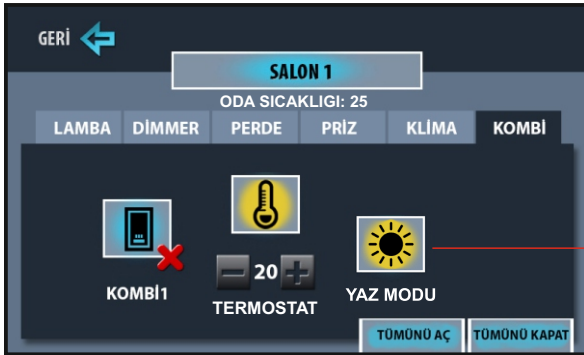 GERİ
SALON 1
ODA SICAKLIGI: 25
LAMBA DİMMER PERDE PRİZ KLİMA KOMBİ
20
KOMBİ1
TERMOSTAT
YAZ MODU
TÜMÜNÜ AÇ TÜMÜNÜ KAPAT